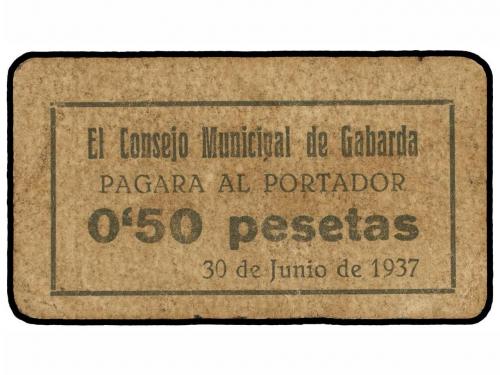 El Consejo Municipal de Gabarda
PAGARA AL PORTADOR
0'50 pesetas
30 de Junio de 1937